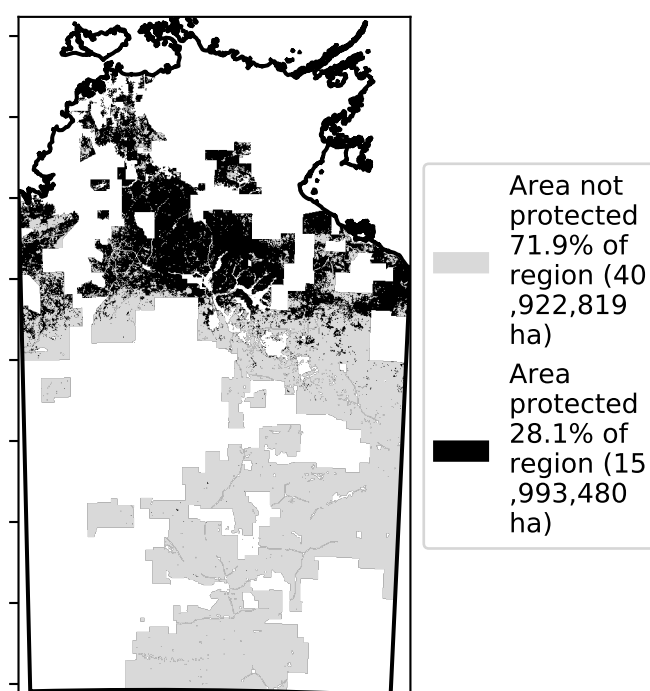 Area not
protected
71.9% of
region (40
,922,819
ha)
Area
protected
28.1% of
region (15
,993,480
ha)